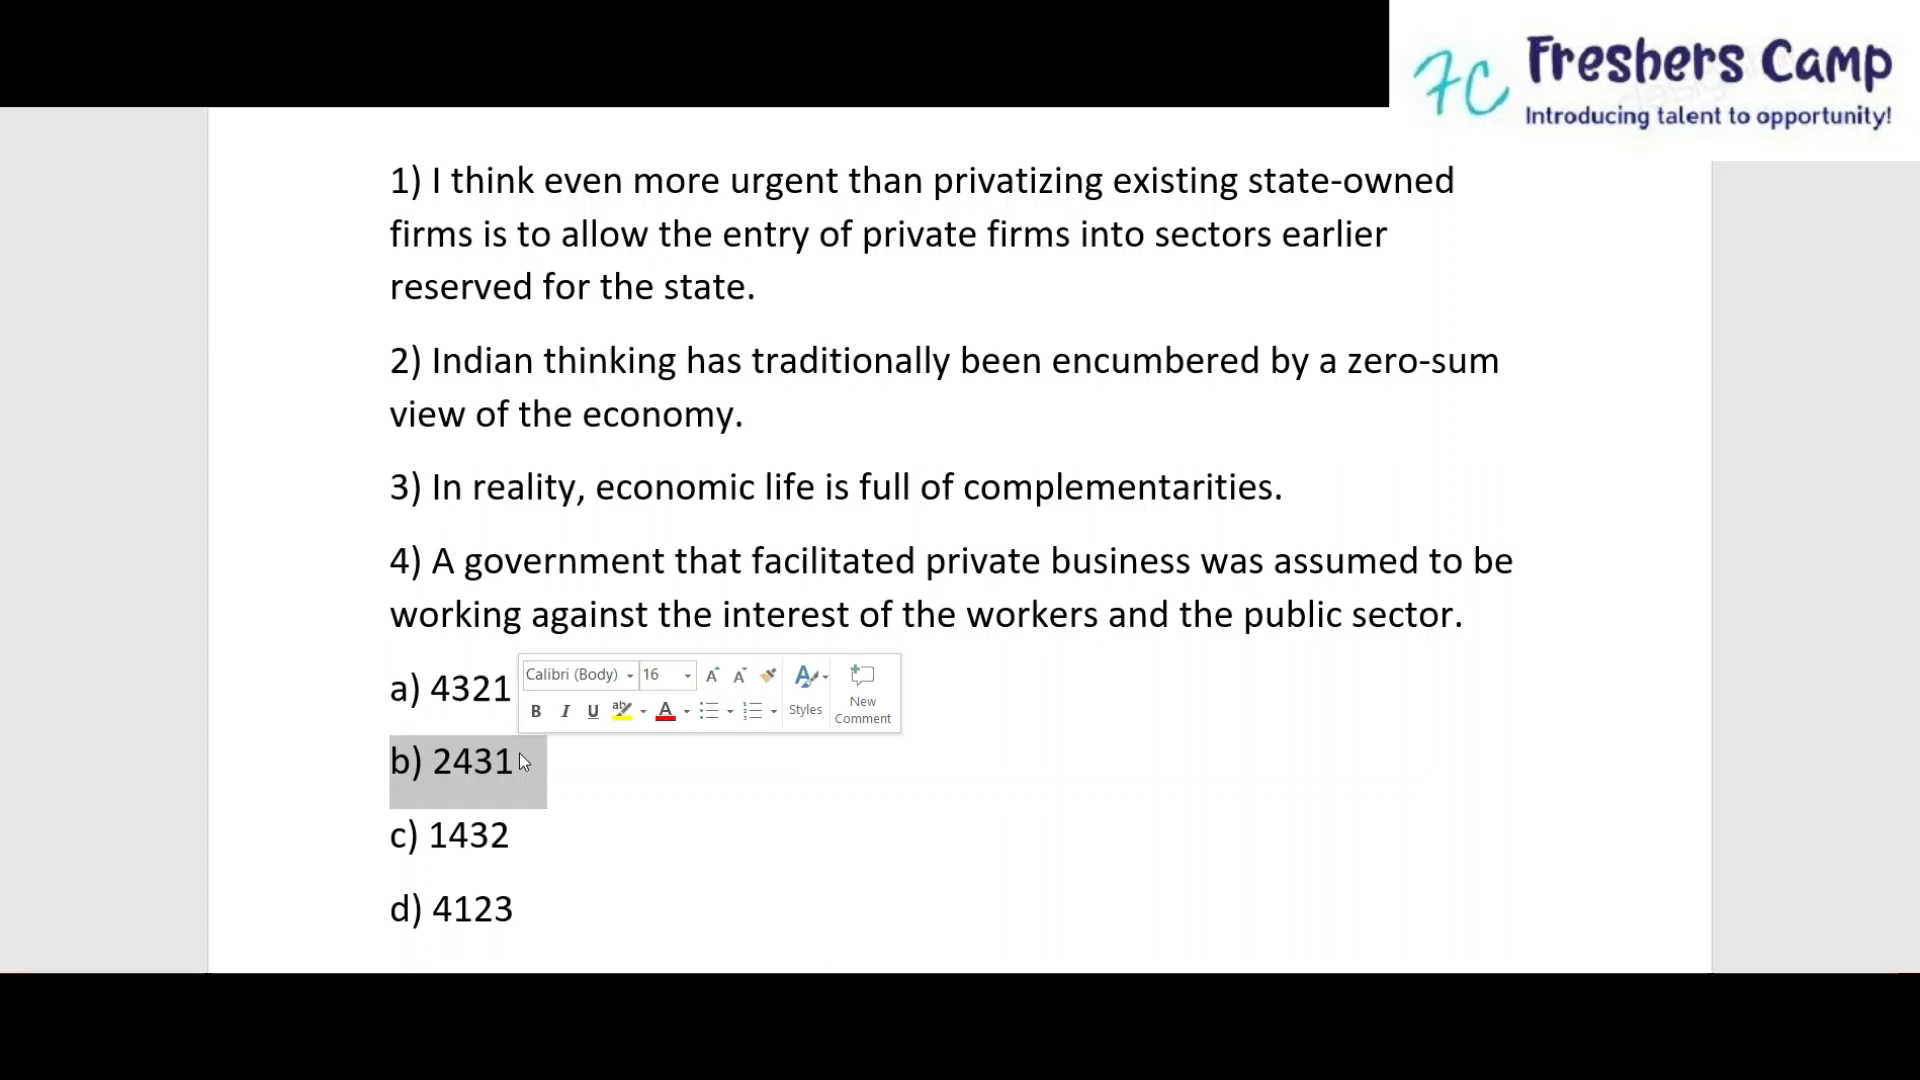 FC Freshers Camp
Introducing talent to opportunity!
1) I think even more urgent than privatizing existing state-owned
firms is to allow the entry of private firms into sectors earlier
reserved for the state.
2) Indian thinking has traditionally been encumbered by a zero-sum
view of the economy.
3) In reality, economic life is full of complementarities.
4) A government that facilitated private business was assumed to be
working against the interest of the workers and the public sector.
a) 4321
Calibri (Body) 16 A A A New
B I U ab A Styles Comment
b) 2431
c) 1432
d) 4123